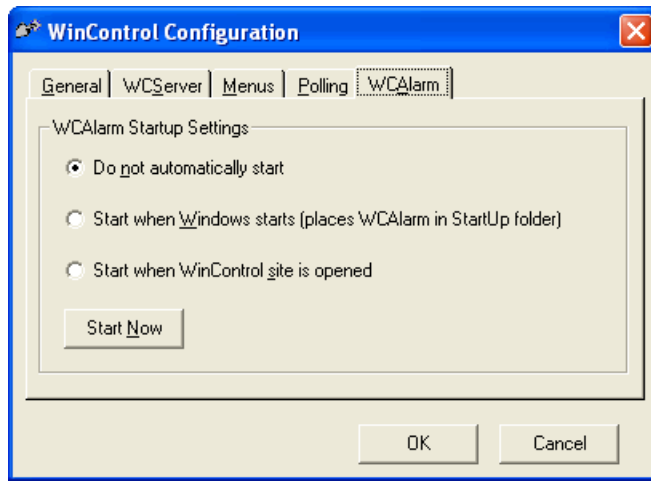 WinControl Configuration
General WCServer Menus Polling WCAlarm
WCAlarm Startup Settings
Do not automatically start
Start when Windows starts (places WCAlarm in StartUp folder)
Start when WinControl site is opened
Start Now
OK Cancel